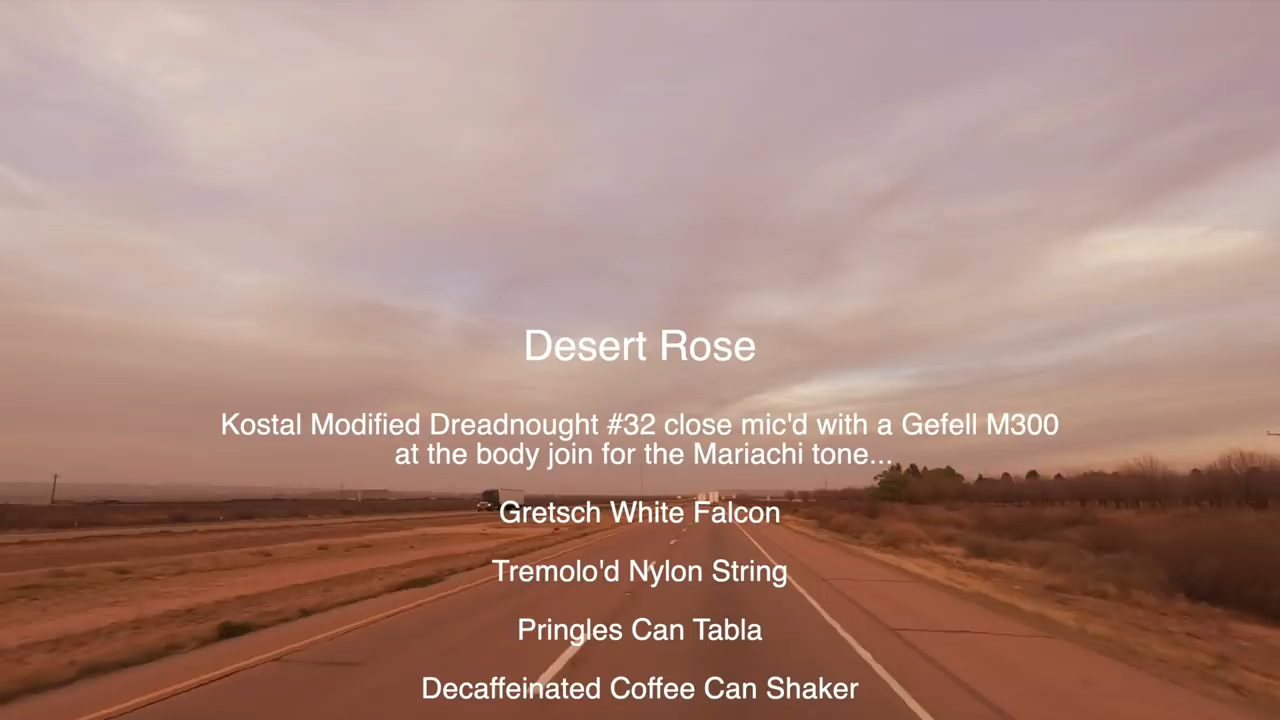 Desert Rose
Kostal Modified Dreadnought #32 close mic'd with a Gefell M300
at the body join for the Mariachi tone...
Gretsch White Falcon
Tremolo'd Nylon String
Pringles Can Tabla
Decaffeinated Coffee Can Shaker